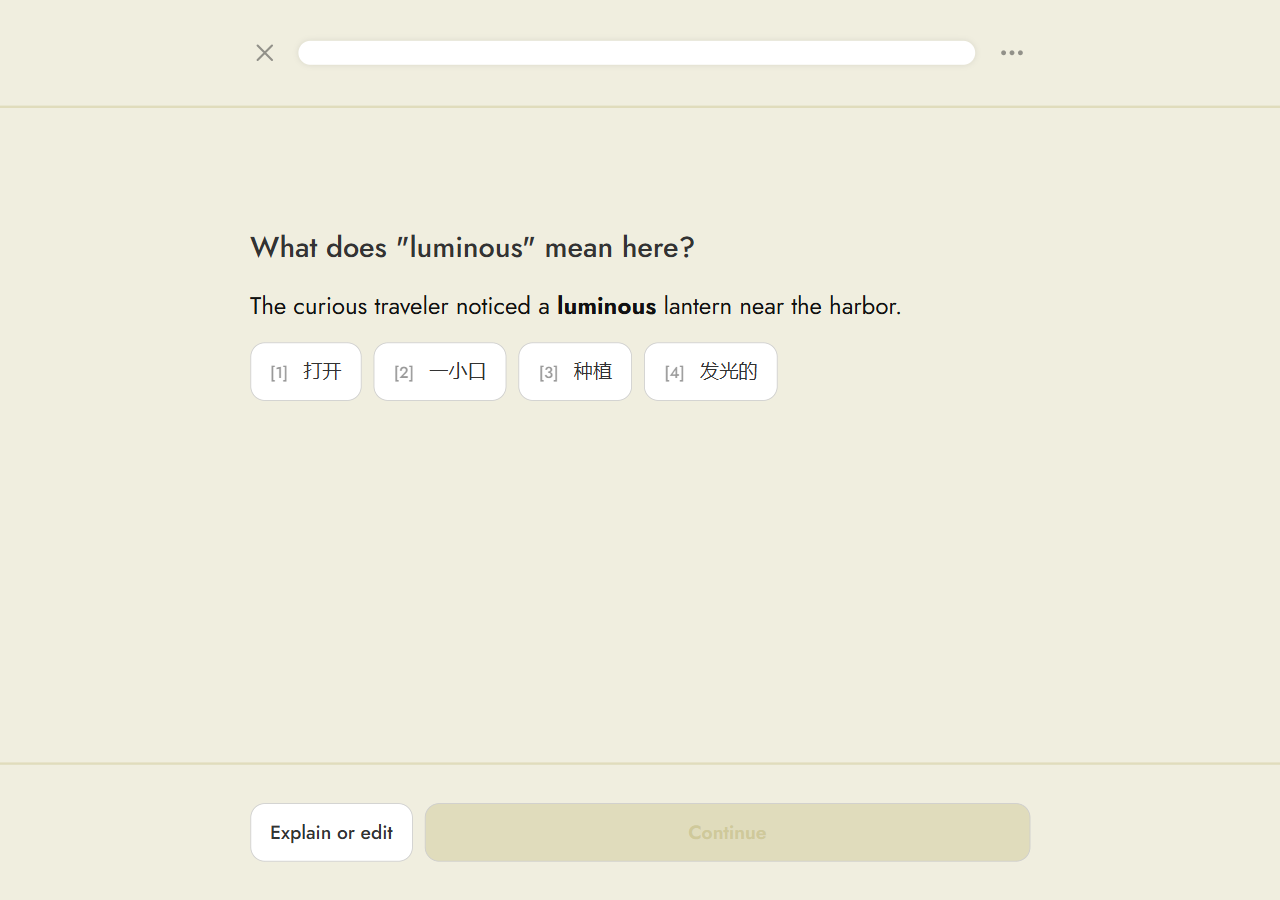 What does "luminous" mean here?
The curious traveler noticed a luminous lantern near the harbor.
[1] 打开 [2] 一小口 [3] 种植 [4] 发光的
Explain or edit Continue